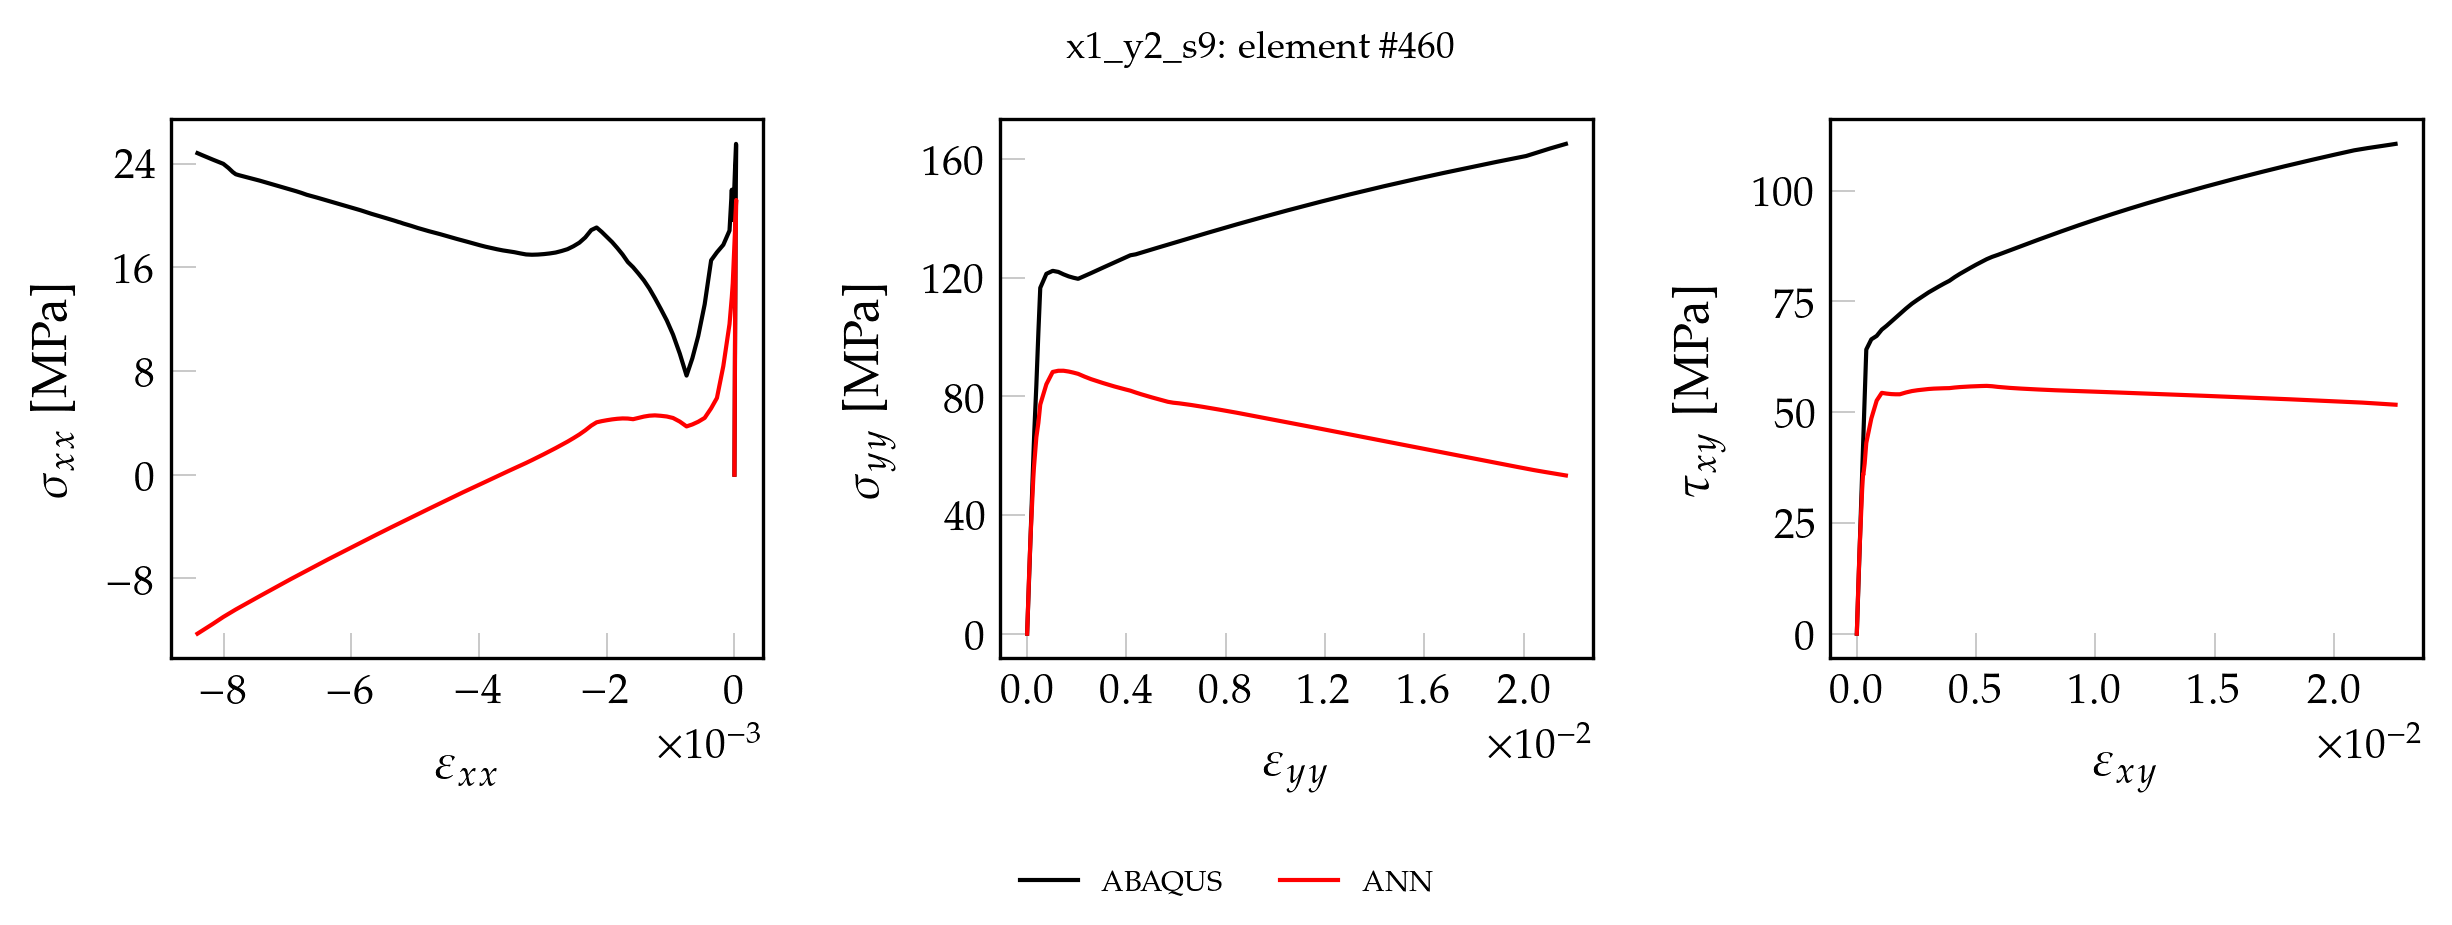 x1_y2_s9: element #460
σxx [MPa]
24
16
8
0
−8
−8 −6 −4 −2 0
×10−3
εxx
σyy [MPa]
160
120
80
40
0
0.0 0.4 0.8 1.2 1.6 2.0
×10−2
εyy
τxy [MPa]
100
75
50
25
0
0.0 0.5 1.0 1.5 2.0
×10−2
εxy
ABAQUS ANN